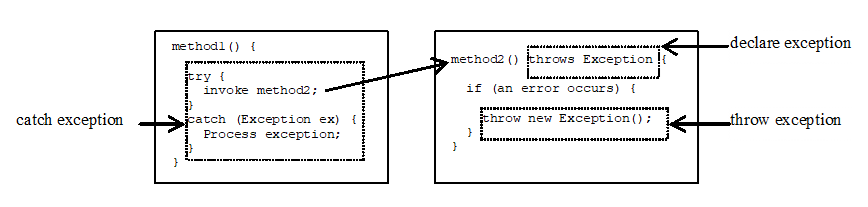 catch exception
method1() {
try {
invoke method2;
}
catch (Exception ex) {
Process exception;
}
}
method2() throws Exception {
if (an error occurs) {
throw new Exception();
}
}
declare exception
throw exception